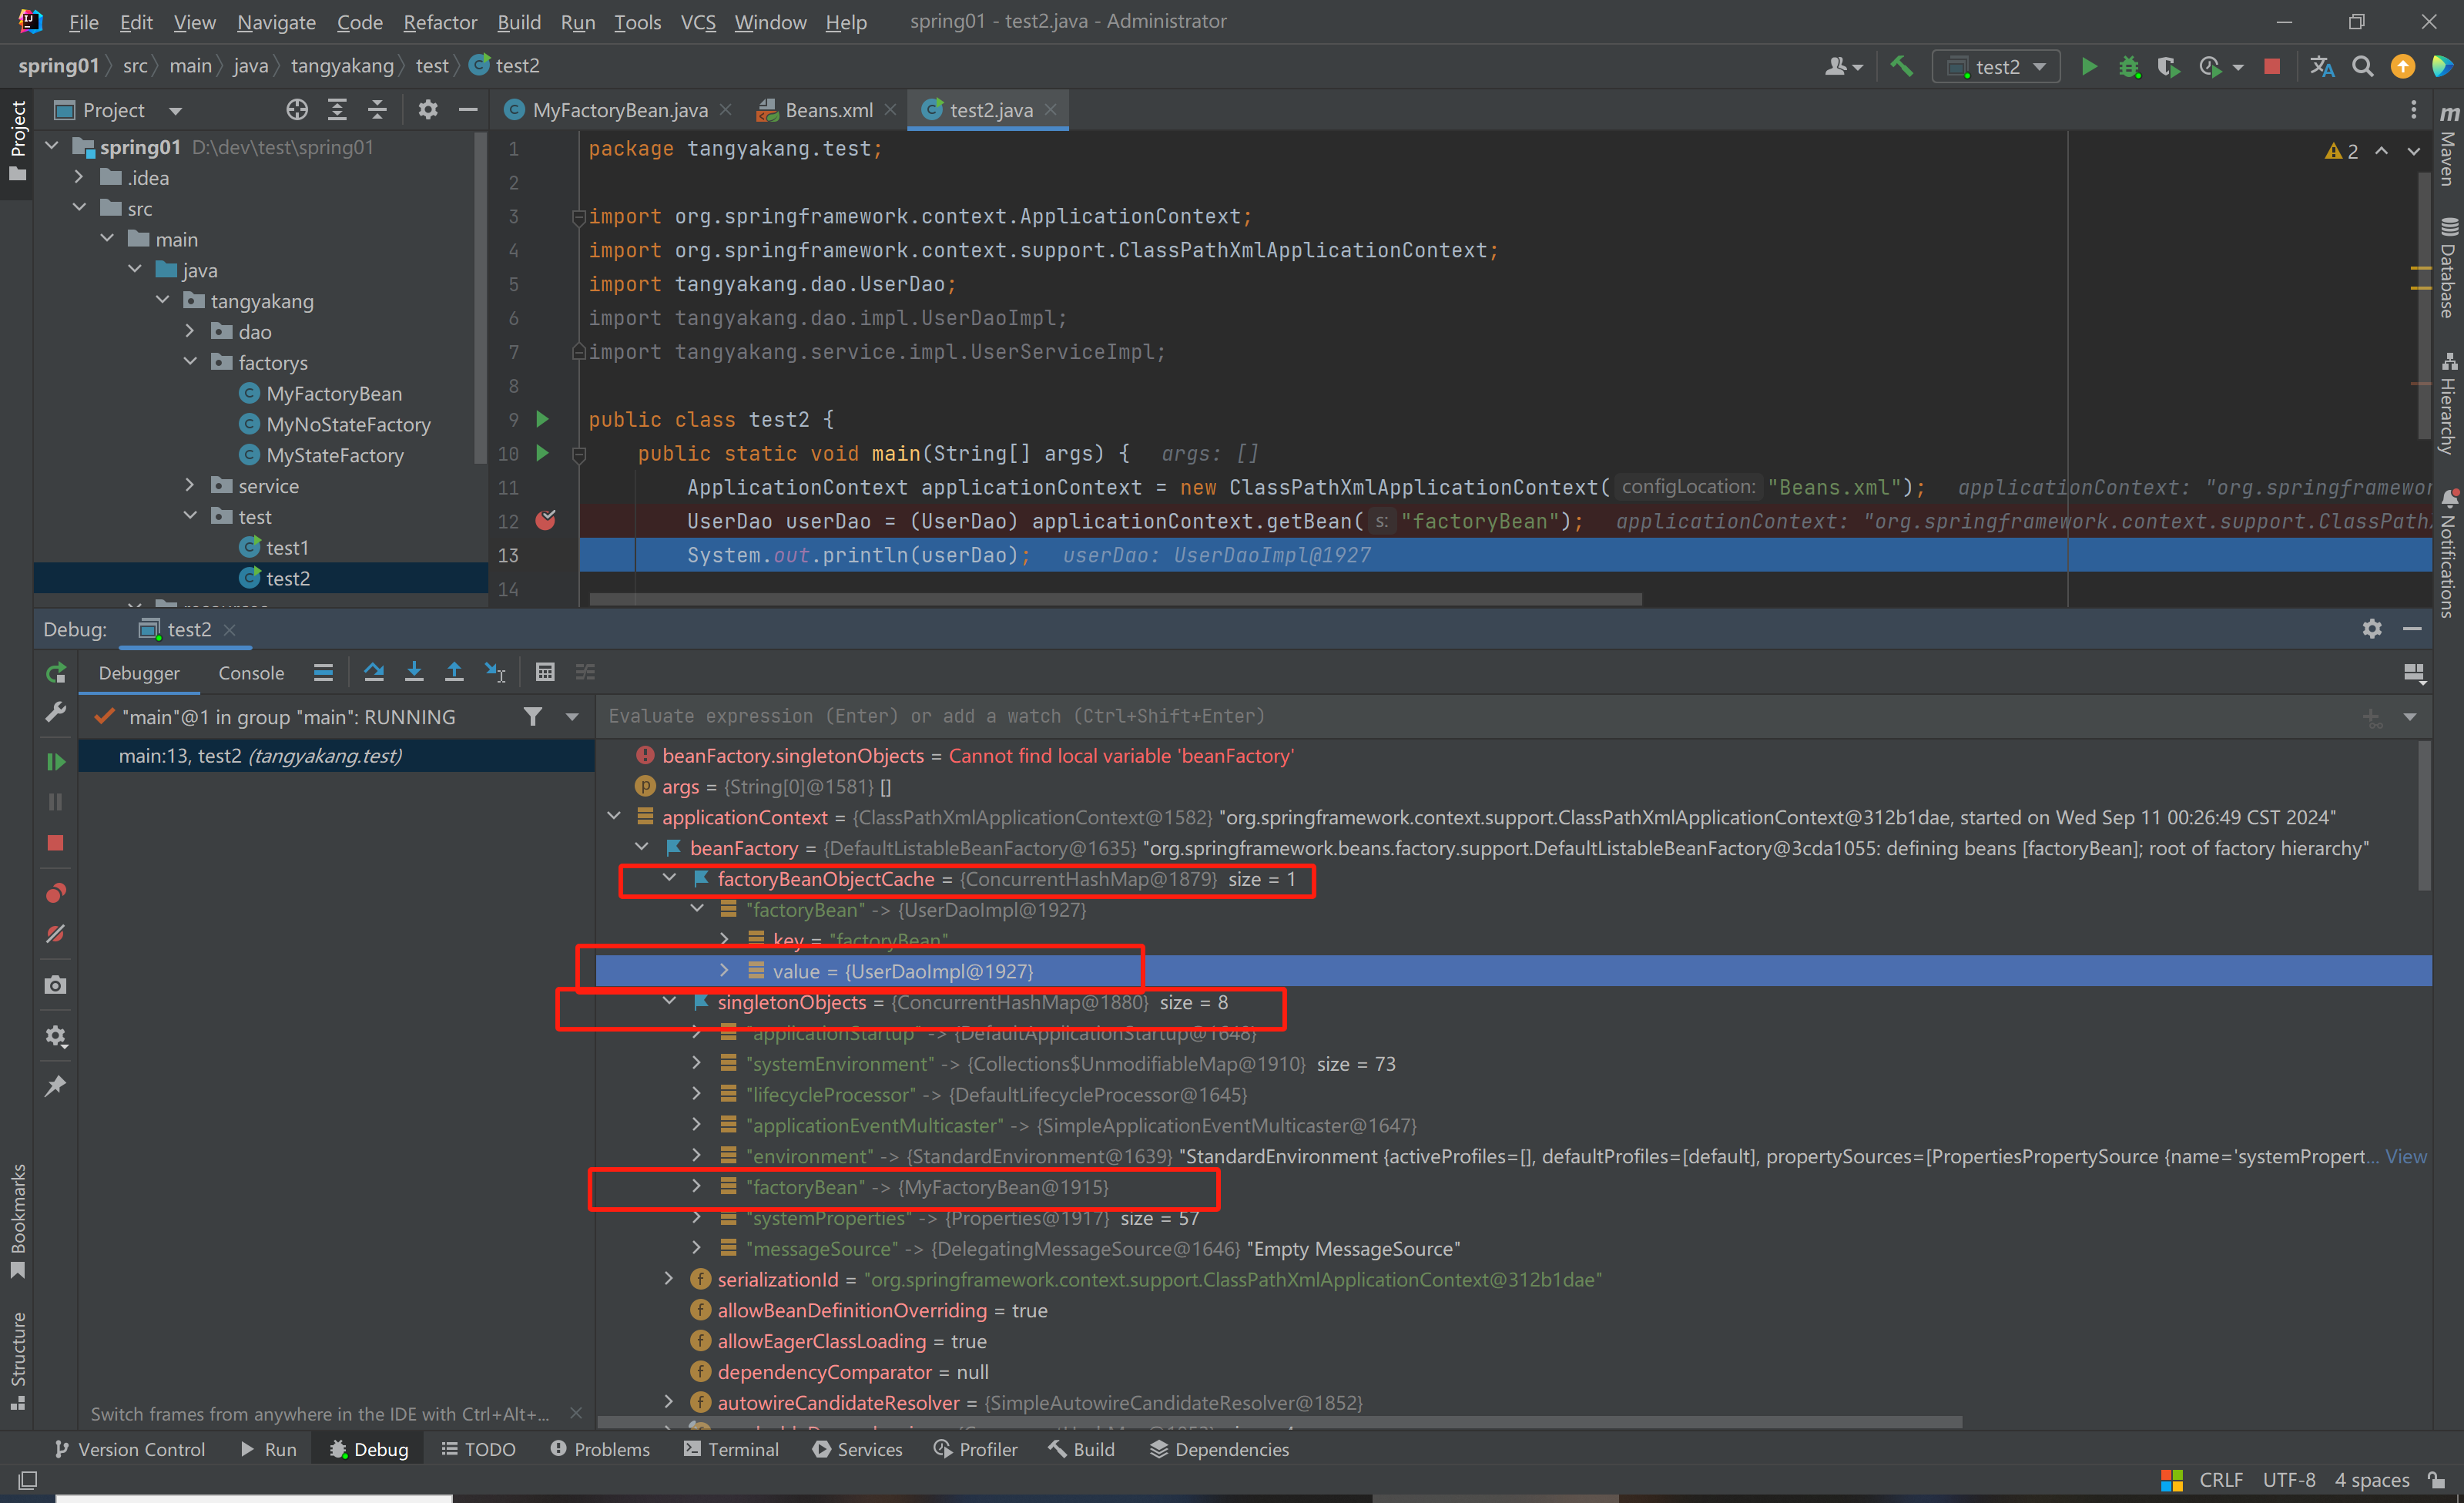 File Edit View Navigate Code Refactor Build Run Tools VCS Window Help spring01 - test2.java - Administrator
spring01 src main java tangyakang test test2
test2
Project
MyFactoryBean.java Beans.xml test2.java
spring01 D:\dev\test\spring01
.idea
src
main
java
tangyakang
dao
factorys
MyFactoryBean
MyNoStateFactory
MyStateFactory
service
test
test1
test2
resources
1 package tangyakang.test;
2
3 import org.springframework.context.ApplicationContext;
4 import org.springframework.context.support.ClassPathXmlApplicationContext;
5 import tangyakang.dao.UserDao;
6 import tangyakang.dao.impl.UserDaoImpl;
7 import tangyakang.service.impl.UserServiceImpl;
8
9 public class test2 {
10 public static void main(String[] args) { args: []
11 ApplicationContext applicationContext = new ClassPathXmlApplicationContext( configLocation: "Beans.xml"); applicationContext: "org.springframewor
12 UserDao userDao = (UserDao) applicationContext.getBean( s: "factoryBean"); applicationContext: "org.springframework.context.support.ClassPath
13 System.out.println(userDao); userDao: UserDaoImpl@1927
14
2
Project
Bookmarks
Structure
m
Maven
Database
Hierarchy
Notifications
Debug: test2
Debugger Console
"main"@1 in group "main": RUNNING
main:13, test2 (tangyakang.test)
Switch frames from anywhere in the IDE with Ctrl+Alt+...
Evaluate expression (Enter) or add a watch (Ctrl+Shift+Enter)
beanFactory.singletonObjects = Cannot find local variable 'beanFactory'
args = {String[0]@1581} []
applicationContext = {ClassPathXmlApplicationContext@1582} "org.springframework.context.support.ClassPathXmlApplicationContext@312b1dae, started on Wed Sep 11 00:26:49 CST 2024"
beanFactory = {DefaultListableBeanFactory@1635} "org.springframework.beans.factory.support.DefaultListableBeanFactory@3cda1055: defining beans [factoryBean]; root of factory hierarchy"
factoryBeanObjectCache = {ConcurrentHashMap@1879} size = 1
"factoryBean" -> {UserDaoImpl@1927}
key = "factoryBean"
value = {UserDaoImpl@1927}
singletonObjects = {ConcurrentHashMap@1880} size = 8
"applicationStartup" -> {DefaultApplicationStartup@1648}
"systemEnvironment" -> {Collections$UnmodifiableMap@1910} size = 73
"lifecycleProcessor" -> {DefaultLifecycleProcessor@1645}
"applicationEventMulticaster" -> {SimpleApplicationEventMulticaster@1647}
"environment" -> {StandardEnvironment@1639} "StandardEnvironment {activeProfiles=[], defaultProfiles=[default], propertySources=[PropertiesPropertySource {name='systemPropert... View
"factoryBean" -> {MyFactoryBean@1915}
"systemProperties" -> {Properties@1917} size = 57
"messageSource" -> {DelegatingMessageSource@1646} "Empty MessageSource"
serializationId = "org.springframework.context.support.ClassPathXmlApplicationContext@312b1dae"
allowBeanDefinitionOverriding = true
allowEagerClassLoading = true
dependencyComparator = null
autowireCandidateResolver = {SimpleAutowireCandidateResolver@1852}
Version Control Run Debug TODO Problems Terminal Services Profiler Build Dependencies
CRLF UTF-8 4 spaces